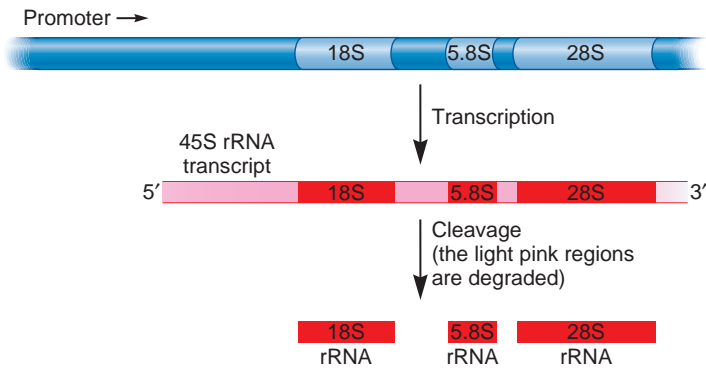 Promoter →
18S 5.8S 28S
Transcription
45S rRNA
transcript
5′ 18S 5.8S 28S 3′
Cleavage
(the light pink regions
are degraded)
18S 5.8S 28S
rRNA rRNA rRNA